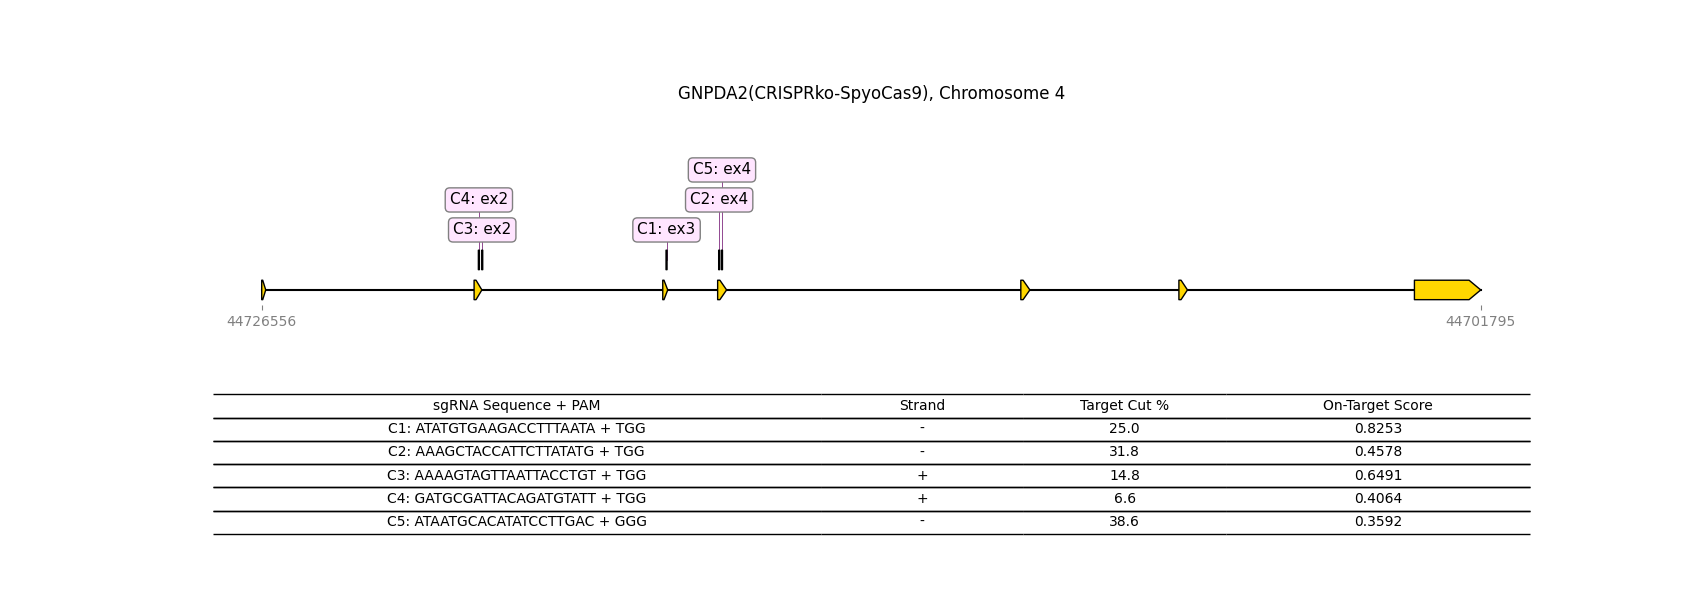 GNPDA2(CRISPRko-SpyoCas9), Chromosome 4
C5: ex4
C4: ex2
C2: ex4
C3: ex2
C1: ex3
44726556
44701795
sgRNA Sequence + PAM Strand Target Cut % On-Target Score
C1: ATATGTGAAGACCTTTAATA + TGG - 25.0 0.8253
C2: AAAGCTACCATTCTTATATG + TGG - 31.8 0.4578
C3: AAAAGTAGTTAATTACCTGT + TGG + 14.8 0.6491
C4: GATGCGATTACAGATGTATT + TGG + 6.6 0.4064
C5: ATAATGCACATATCCTTGAC + GGG - 38.6 0.3592